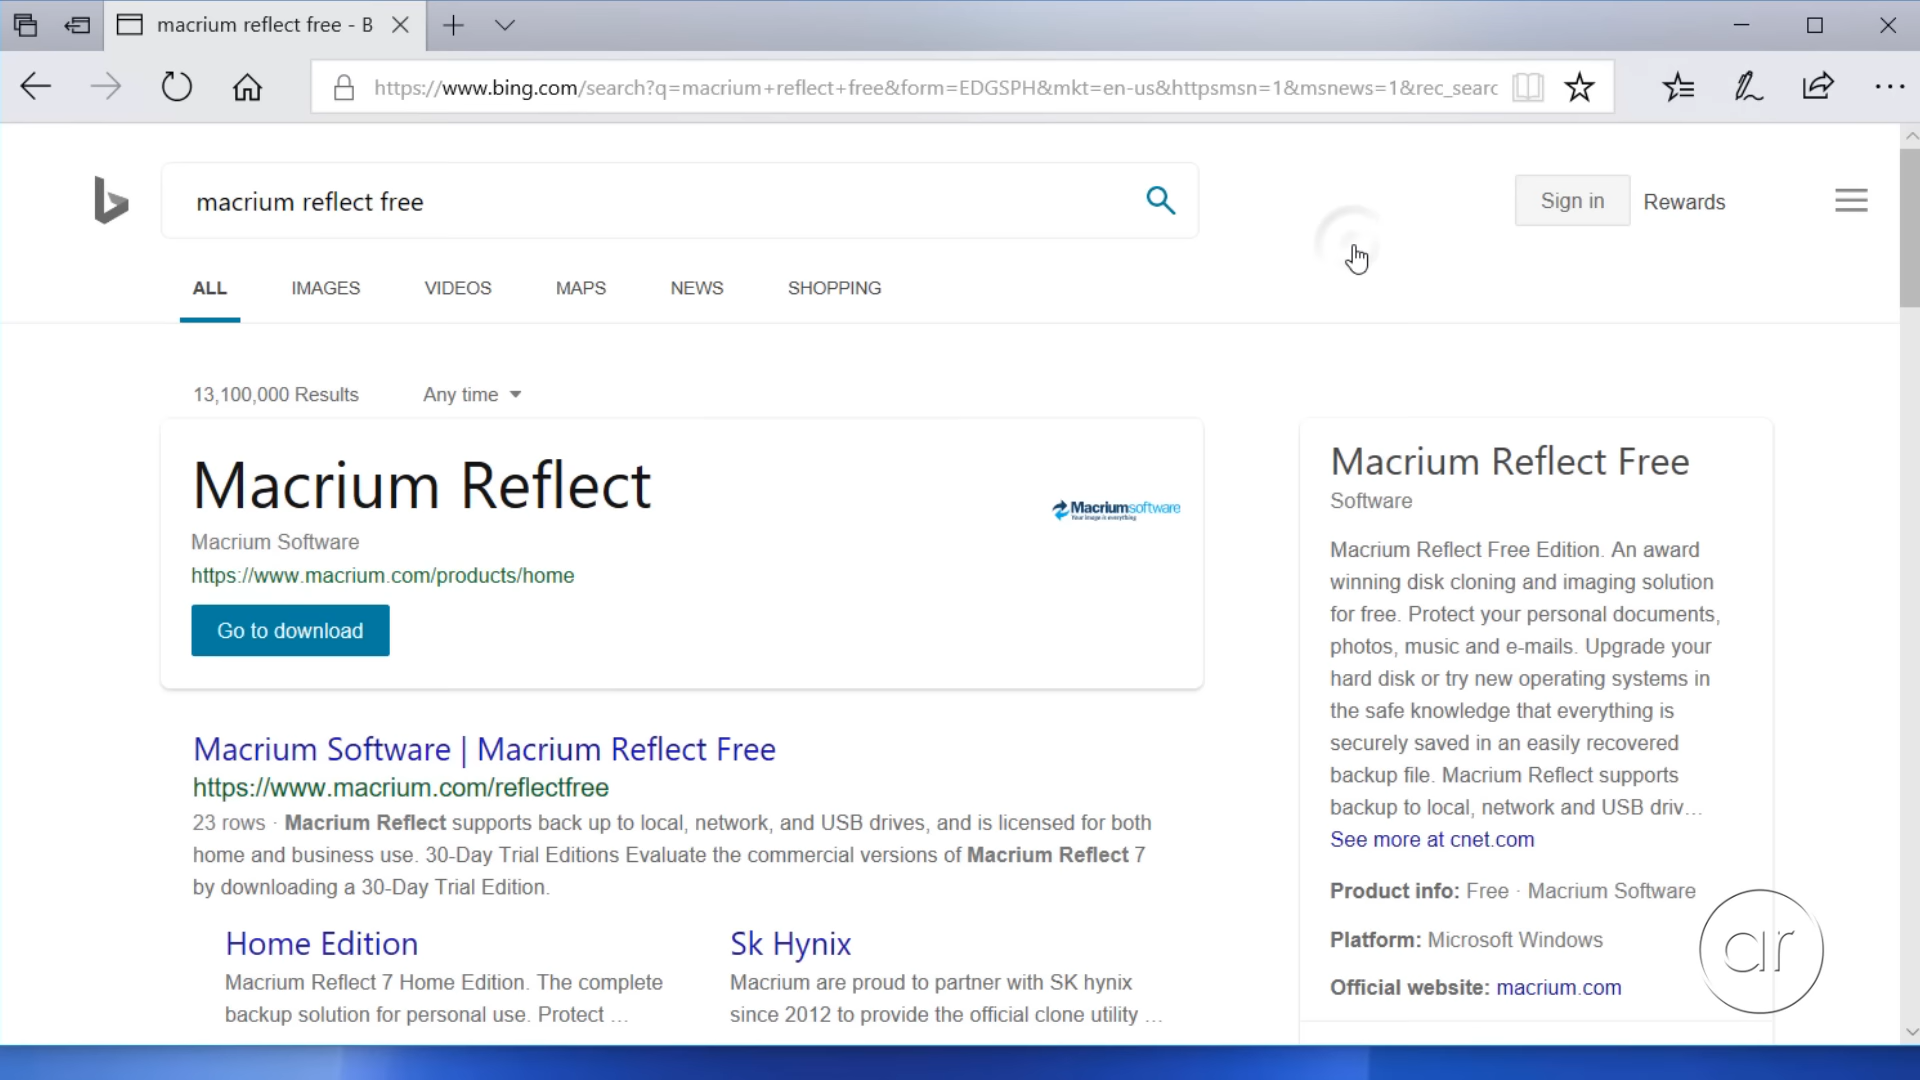 macrium reflect free - B
https://www.bing.com/search?q=macrium+reflect+free&form=EDGSPH&mkt=en-us&httpsmsn=1&msnews=1&rec_searc
macrium reflect free
Sign in
Rewards
ALL
IMAGES
VIDEOS
MAPS
NEWS
SHOPPING
13,100,000 Results
Any time
Macrium Reflect
Macrium Software
https://www.macrium.com/products/home
Go to download
Macriumsoftware
Your image is everything
Macrium Software | Macrium Reflect Free
https://www.macrium.com/reflectfree
23 rows · Macrium Reflect supports back up to local, network, and USB drives, and is licensed for both
home and business use. 30-Day Trial Editions Evaluate the commercial versions of Macrium Reflect 7
by downloading a 30-Day Trial Edition.
Home Edition
Macrium Reflect 7 Home Edition. The complete
backup solution for personal use. Protect ...
Sk Hynix
Macrium are proud to partner with SK hynix
since 2012 to provide the official clone utility ...
Macrium Reflect Free
Software
Macrium Reflect Free Edition. An award
winning disk cloning and imaging solution
for free. Protect your personal documents,
photos, music and e-mails. Upgrade your
hard disk or try new operating systems in
the safe knowledge that everything is
securely saved in an easily recovered
backup file. Macrium Reflect supports
backup to local, network and USB driv...
See more at cnet.com
Product info: Free · Macrium Software
Platform: Microsoft Windows
Official website: macrium.com
ar